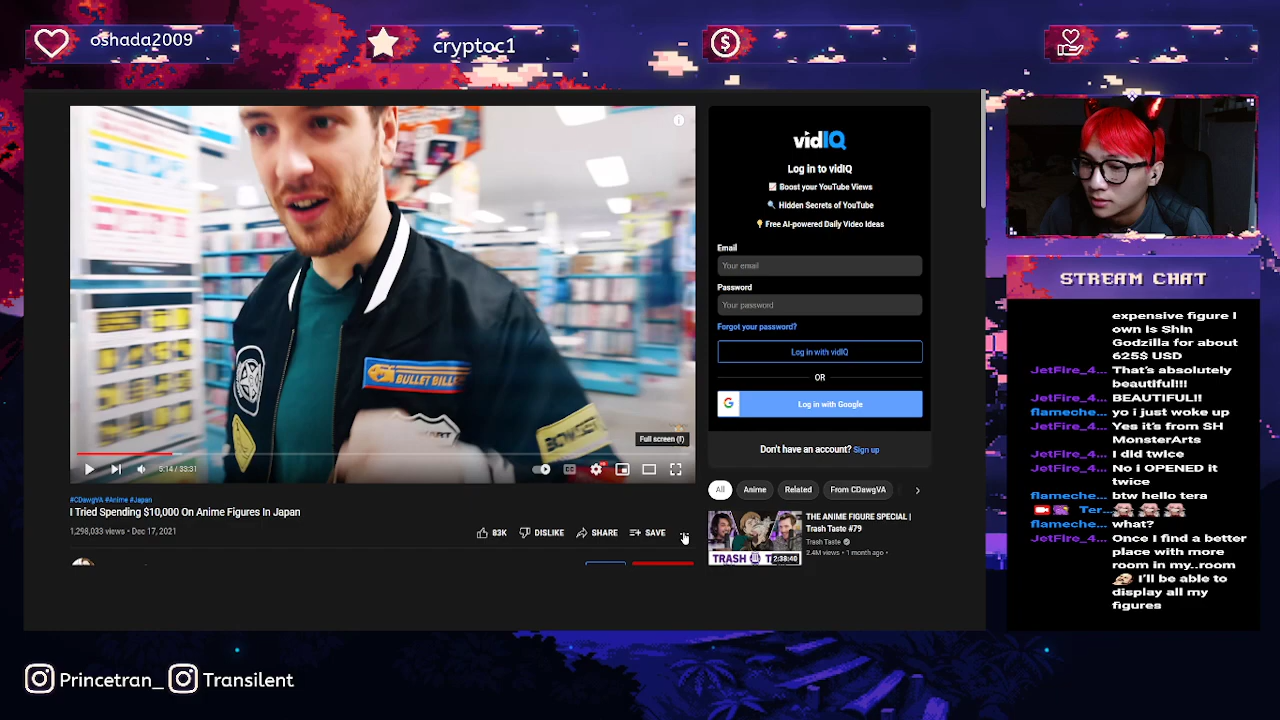 oshada2009
cryptoc1
BULLET BILL
Full screen (f)
5:14 / 33:31
CC
#CDawgVA #Anime #Japan
I Tried Spending $10,000 On Anime Figures In Japan
1,298,033 views • Dec 17, 2021
83K
DISLIKE
SHARE
SAVE
vidIQ
Log in to vidIQ
Boost your YouTube Views
Hidden Secrets of YouTube
Free AI-powered Daily Video Ideas
Email
Your email
Password
Your password
Forgot your password?
Log in with vidIQ
OR
Log in with Google
Don't have an account? Sign up
All
Anime
Related
From CDawgVA
THE ANIME FIGURE SPECIAL |
Trash Taste #79
Trash Taste
2.4M views • 1 month ago •
TRASH
2:38:40
STREAM CHAT
expensive figure I
own is Shin
Godzilla for about
625$ USD
JetFire_4... That's absolutely
beautiful!!!
JetFire_4... BEAUTIFUL!!
flameche... yo i just woke up
JetFire_4... Yes it's from SH
MonsterArts
JetFire_4... I did twice
JetFire_4... No i OPENED it
twice
flameche... btw hello tera
Ter...
flameche... what?
JetFire_4... Once I find a better
place with more
room in my..room
I'll be able to
display all my
figures
Princetran_
Transilent